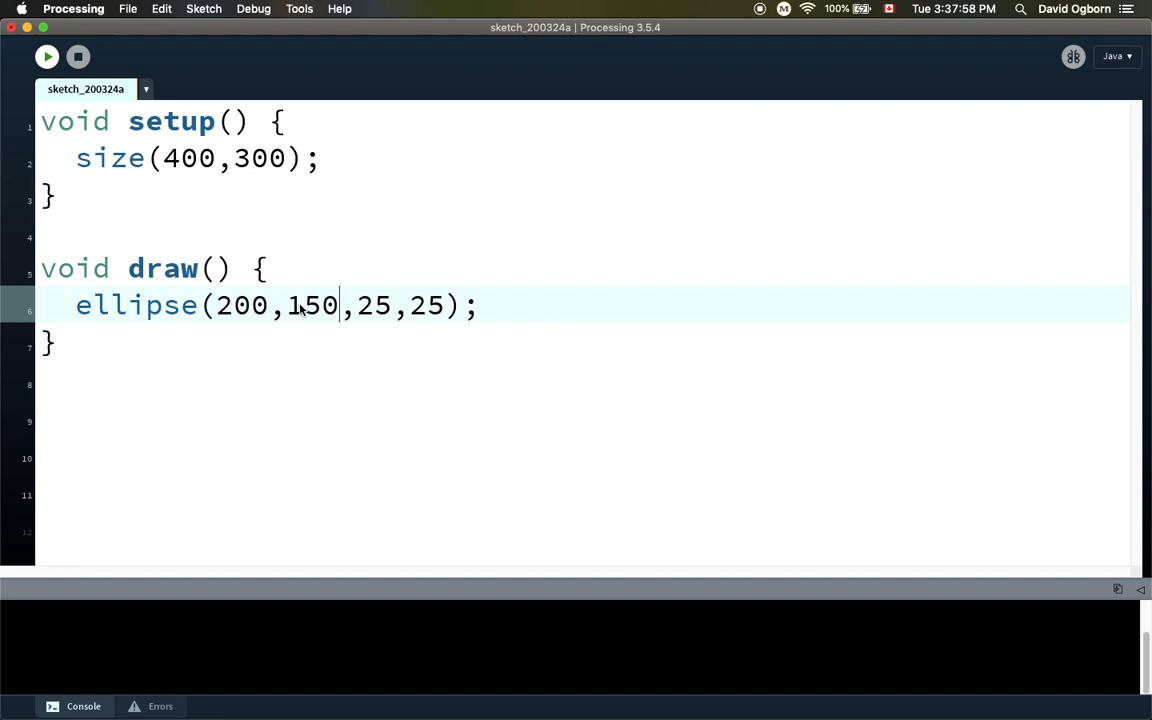 Processing File Edit Sketch Debug Tools Help M 100% Tue 3:37:58 PM David Ogborn
sketch_200324a | Processing 3.5.4
Java ▾
sketch_200324a ▾
1 void setup() {
2 size(400,300);
3 }
4
5 void draw() {
6 ellipse(200,150,25,25);
7 }
8
9
10
11
12
Console Errors